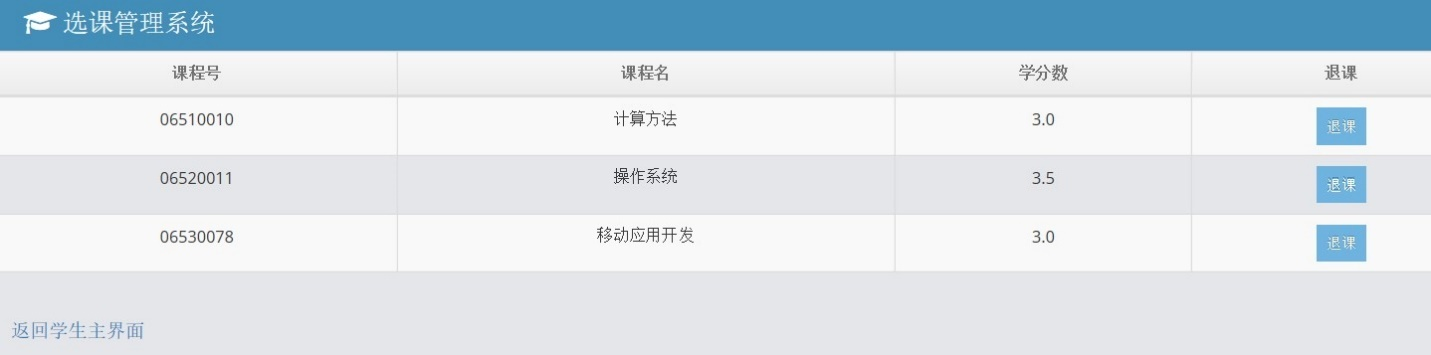 选课管理系统
课程号 课程名 学分数 退课
06510010 计算方法 3.0 退课
06520011 操作系统 3.5 退课
06530078 移动应用开发 3.0 退课
返回学生主界面